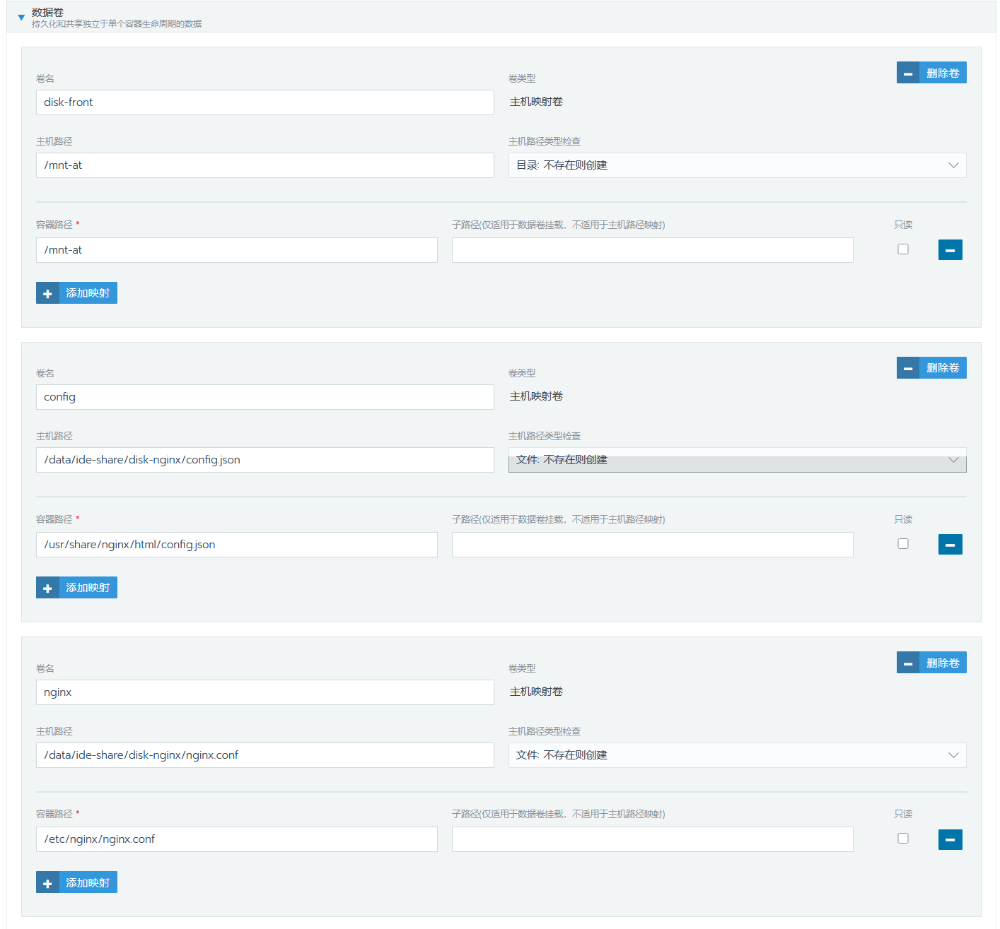 数据卷
持久化和共享独立于单个容器生命周期的数据
卷名
卷类型
删除卷
disk-front
主机映射卷
主机路径
主机路径类型检查
/mnt-at
目录: 不存在则创建
容器路径 *
子路径(仅适用于数据卷挂载，不适用于主机路径映射)
只读
/mnt-at
添加映射
卷名
卷类型
删除卷
config
主机映射卷
主机路径
主机路径类型检查
/data/ide-share/disk-nginx/config.json
文件: 不存在则创建
容器路径 *
子路径(仅适用于数据卷挂载，不适用于主机路径映射)
只读
/usr/share/nginx/html/config.json
添加映射
卷名
卷类型
删除卷
nginx
主机映射卷
主机路径
主机路径类型检查
/data/ide-share/disk-nginx/nginx.conf
文件: 不存在则创建
容器路径 *
子路径(仅适用于数据卷挂载，不适用于主机路径映射)
只读
/etc/nginx/nginx.conf
添加映射